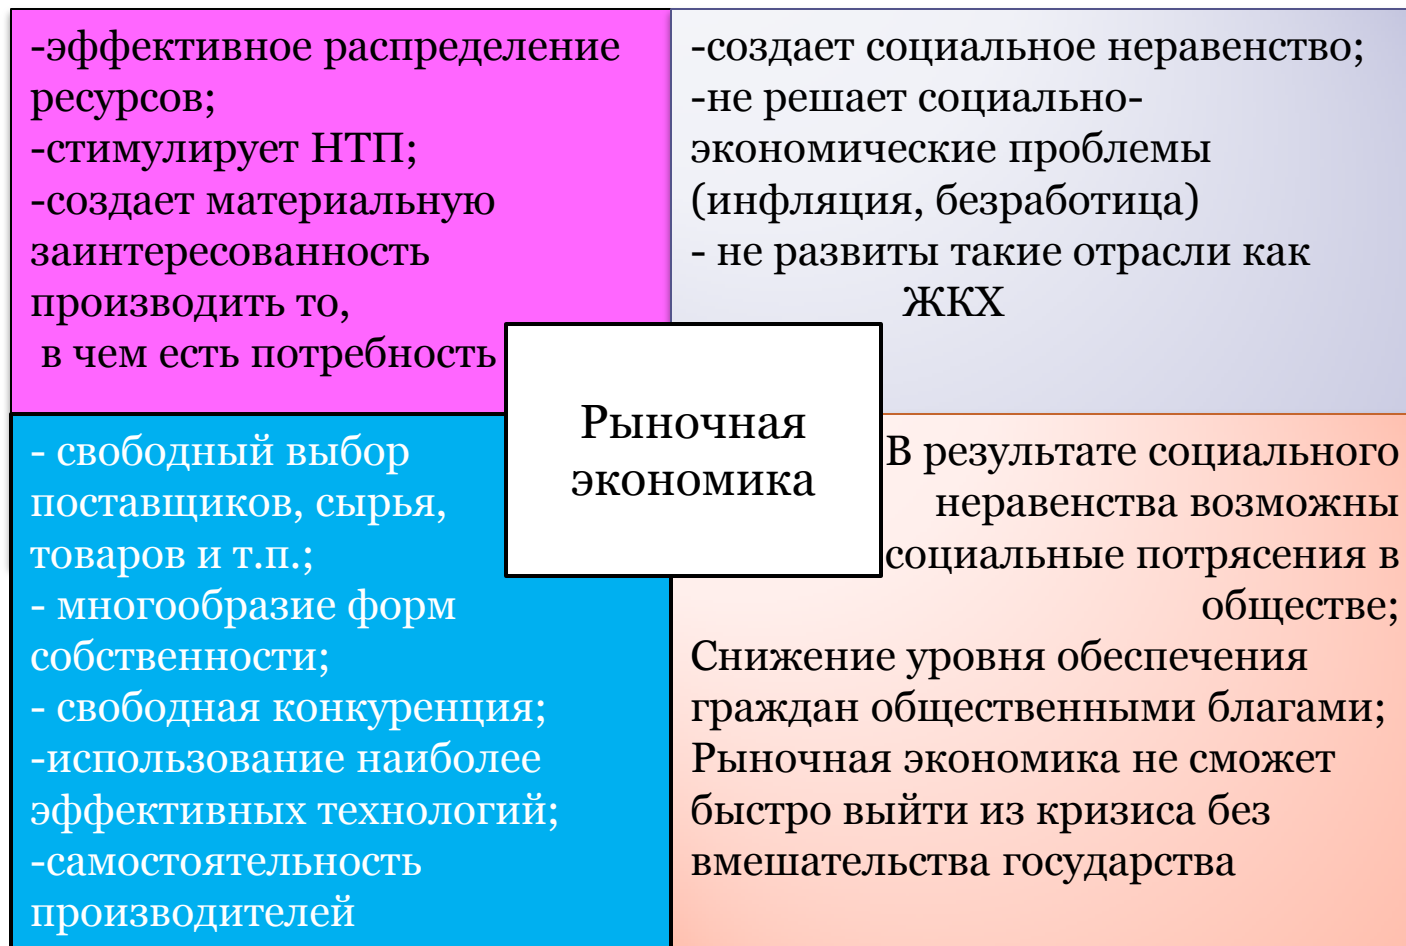 -эффективное распределение
ресурсов;
-стимулирует НТП;
-создает материальную
заинтересованность
производить то,
в чем есть потребность
-создает социальное неравенство;
-не решает социально-
экономические проблемы
(инфляция, безработица)
- не развиты такие отрасли как
ЖКХ
Рыночная
экономика
- свободный выбор
поставщиков, сырья,
товаров и т.п.;
- многообразие форм
собственности;
- свободная конкуренция;
-использование наиболее
эффективных технологий;
-самостоятельность
производителей
В результате социального
неравенства возможны
социальные потрясения в
обществе;
Снижение уровня обеспечения
граждан общественными благами;
Рыночная экономика не сможет
быстро выйти из кризиса без
вмешательства государства